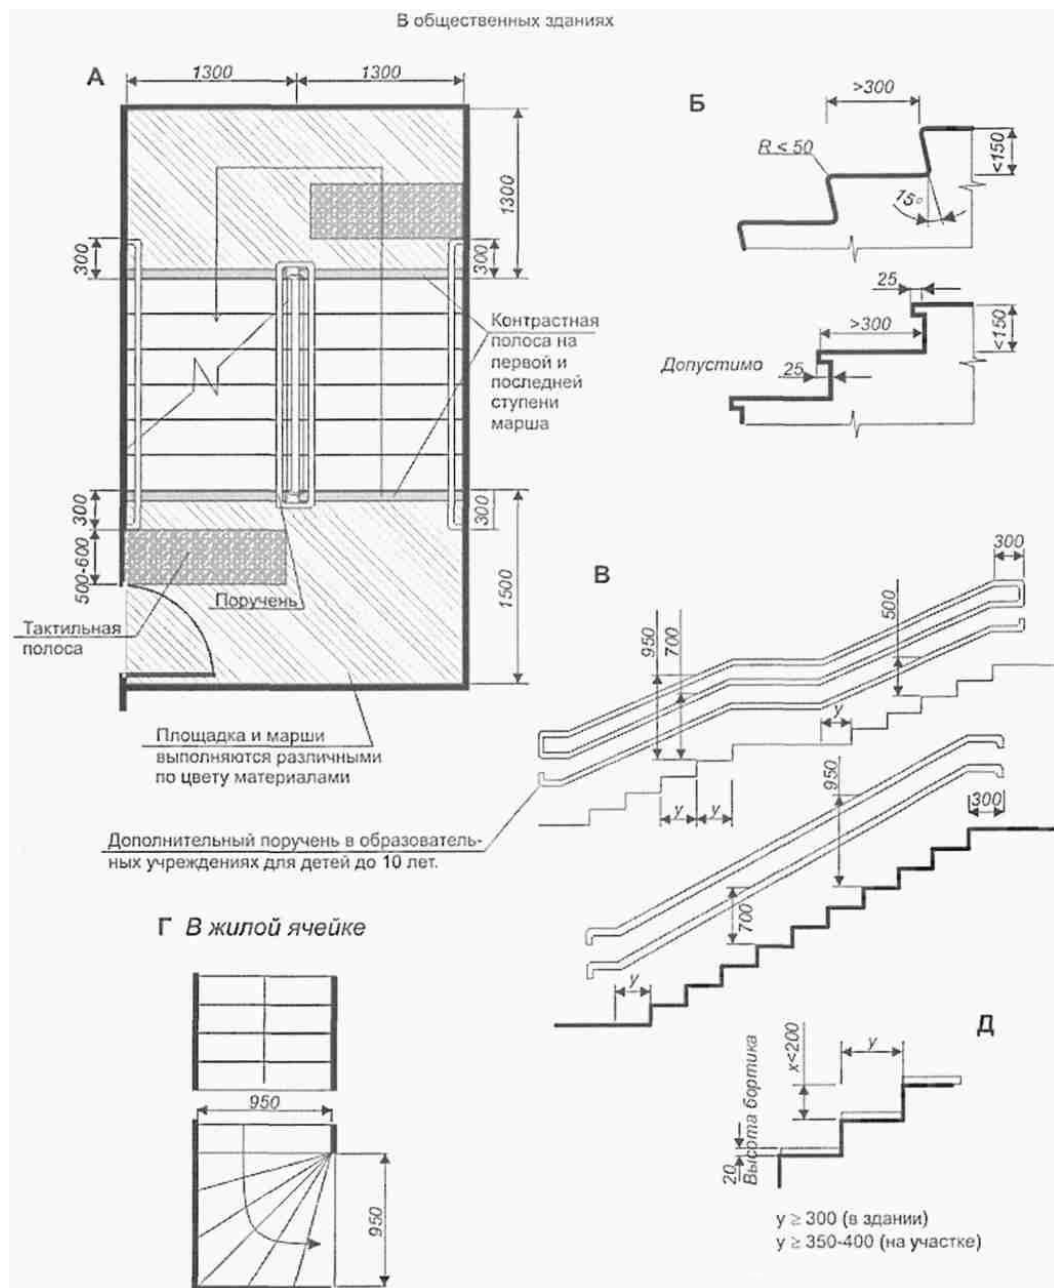 В общественных зданиях
А
1300
1300
1300
300
300
Контрастная
полоса на
первой и
последней
ступени
марша
300
300
500-600
1500
Поручень
Тактильная
полоса
Площадка и марши
выполняются различными
по цвету материалами
Б
>300
R ≤ 50
<150
15°
25
>300
<150
Допустимо
25
В
300
950
700
500
y
y
y
950
300
700
y
Дополнительный поручень в образователь-
ных учреждениях для детей до 10 лет.
Г В жилой ячейке
950
950
Д
x<200
y
Высота бортика
20
y ≥ 300 (в здании)
y ≥ 350-400 (на участке)